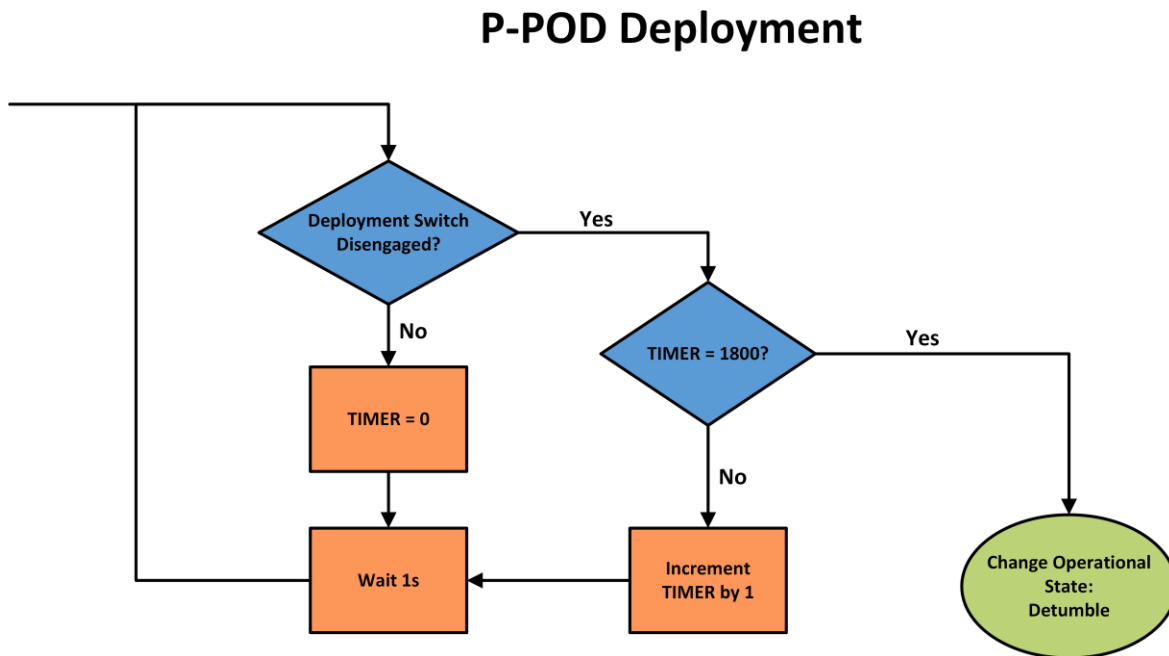 P-POD Deployment
Deployment Switch
Disengaged?
Yes
No
TIMER = 1800?
Yes
TIMER = 0
No
Wait 1s
Increment
TIMER by 1
Change Operational
State:
Detumble